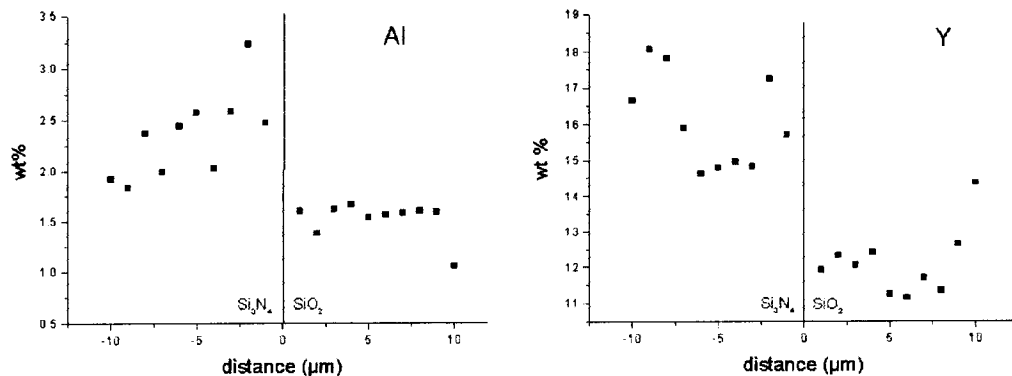 Al
wt%
3.5
3.0
2.5
2.0
1.5
1.0
0.5
Si₃N₄ SiO₂
-10 -5 0 5 10
distance (µm)
Y
wt %
19
18
17
16
15
14
13
12
11
Si₃N₄ SiO₂
-10 -5 0 5 10
distance (µm)